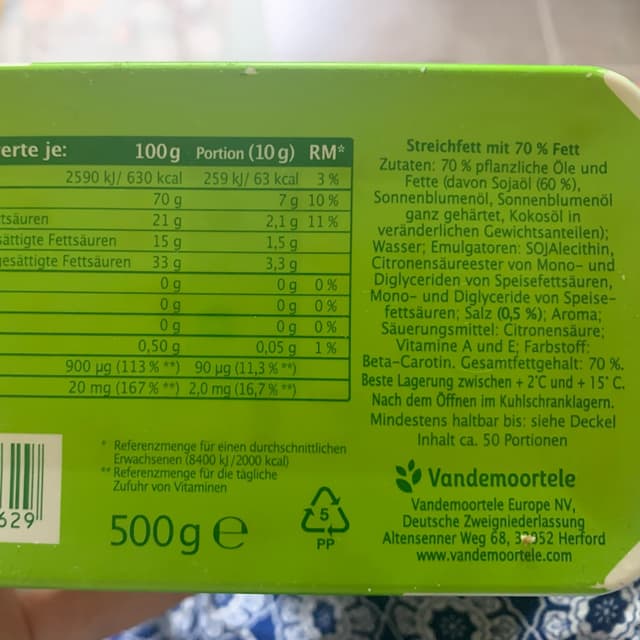 erte je: 100g Portion (10g) RM*
2590 kJ/ 630 kcal 259 kJ/ 63 kcal 3 %
70 g 7 g 10 %
tsäuren 21 g 2,1 g 11 %
sättigte Fettsäuren 15 g 1,5 g
gesättigte Fettsäuren 33 g 3,3 g
0 g 0 g 0 %
0 g 0 g 0 %
0 g 0 g 0 %
0,50 g 0,05 g 1 %
900 µg (113 % **) 90 µg (11,3 % **)
20 mg (167 % **) 2,0 mg (16,7 % **)
* Referenzmenge für einen durchschnittlichen
Erwachsenen (8400 kJ/2000 kcal)
** Referenzmenge für die tägliche
Zufuhr von Vitaminen
629
500g e
5
PP
Streichfett mit 70 % Fett
Zutaten: 70 % pflanzliche Öle und
Fette (davon Sojaöl (60 %),
Sonnenblumenöl, Sonnenblumenöl
ganz gehärtet, Kokosöl in
veränderlichen Gewichtsanteilen);
Wasser; Emulgatoren: SOJAlecithin,
Citronensäureester von Mono- und
Diglyceriden von Speisefettsäuren,
Mono- und Diglyceride von Speise-
fettsäuren; Salz (0,5 %); Aroma;
Säuerungsmittel: Citronensäure;
Vitamine A und E; Farbstoff:
Beta-Carotin. Gesamtfettgehalt: 70 %.
Beste Lagerung zwischen + 2°C und + 15° C.
Nach dem Öffnen im Kuhlschranklagern.
Mindestens haltbar bis: siehe Deckel
Inhalt ca. 50 Portionen
Vandemoortele
Vandemoortele Europe NV,
Deutsche Zweigniederlassung
Altensenner Weg 68, 32052 Herford
www.vandemoortele.com